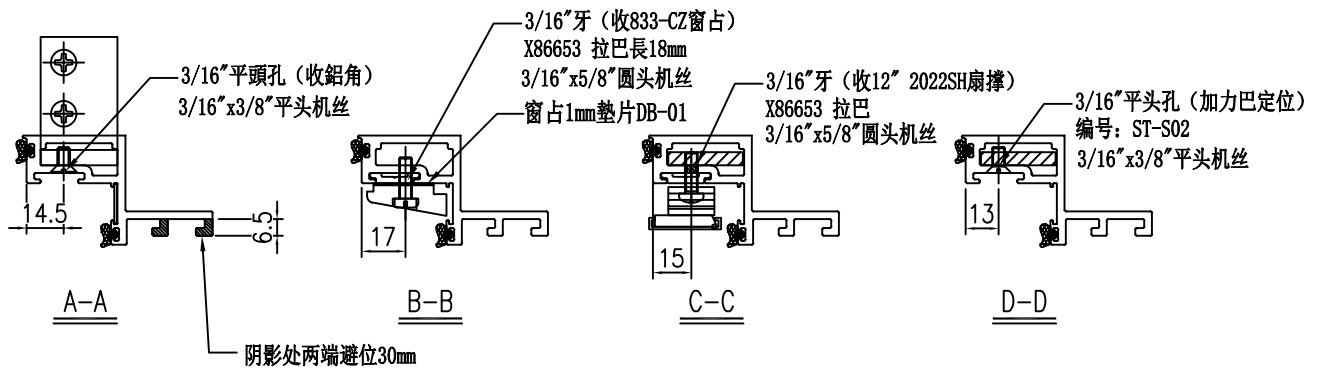 3/16"平頭孔（收鋁角）
3/16"x3/8"平头机丝
14.5
6.5
A-A
阴影处两端避位30mm
3/16"牙（收833-CZ窗占）
X86653 拉巴長18mm
3/16"x5/8"圆头机丝
窗占1mm墊片DB-01
17
B-B
3/16"牙（收12" 2022SH扇撑）
X86653 拉巴
3/16"x5/8"圆头机丝
15
C-C
3/16"平头孔（加力巴定位）
编号：ST-S02
3/16"x3/8"平头机丝
13
D-D